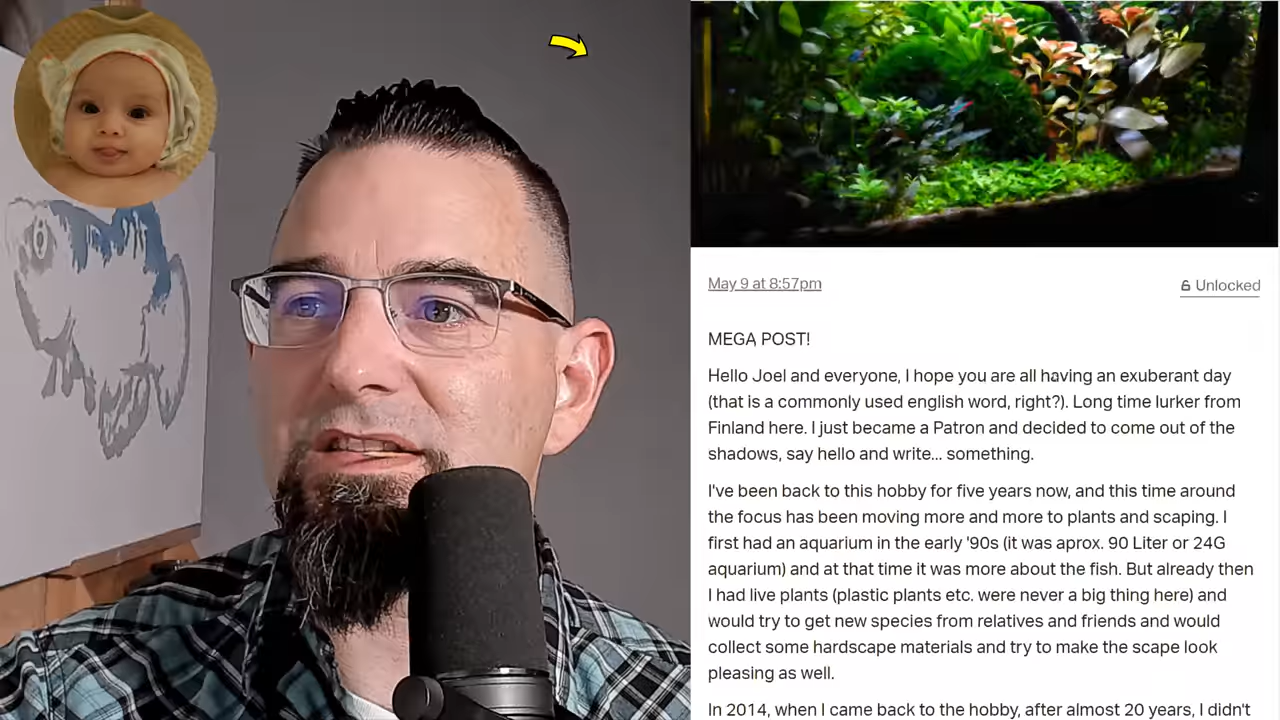 May 9 at 8:57pm
Unlocked
MEGA POST!
Hello Joel and everyone, I hope you are all having an exuberant day
(that is a commonly used english word, right?). Long time lurker from
Finland here. I just became a Patron and decided to come out of the
shadows, say hello and write... something.
I've been back to this hobby for five years now, and this time around
the focus has been moving more and more to plants and scaping. I
first had an aquarium in the early '90s (it was aprox. 90 Liter or 24G
aquarium) and at that time it was more about the fish. But already then
I had live plants (plastic plants etc. were never a big thing here) and
would try to get new species from relatives and friends and would
collect some hardscape materials and try to make the scape look
pleasing as well.
In 2014, when I came back to the hobby, after almost 20 years, I didn't